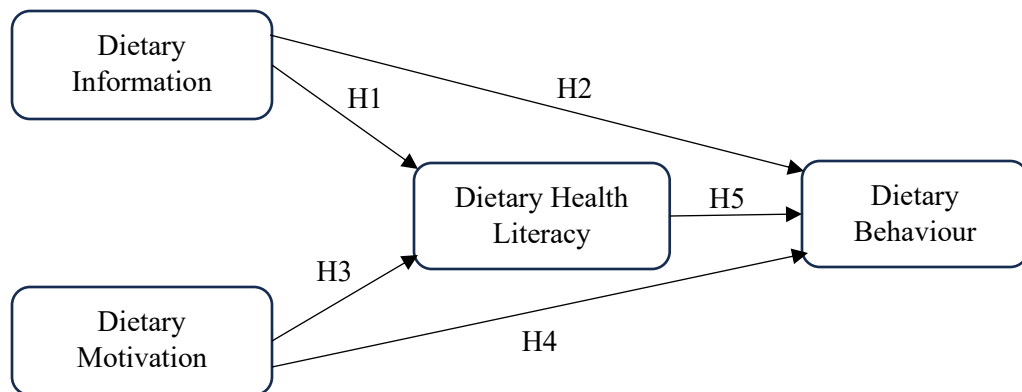 Dietary
Information
H1
H2
Dietary Health
Literacy
H5
Dietary
Behaviour
H3
Dietary
Motivation
H4